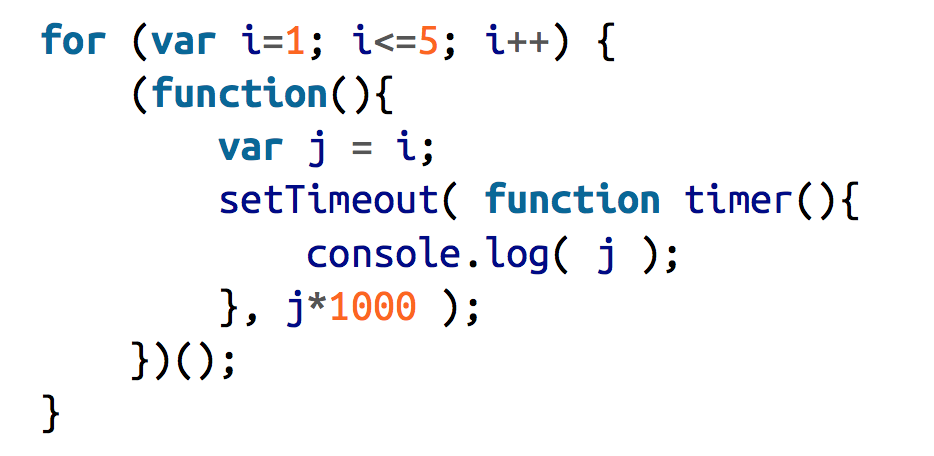 for (var i=1; i<=5; i++) {
    (function(){
        var j = i;
        setTimeout( function timer(){
            console.log( j );
        }, j*1000 );
    })();
}